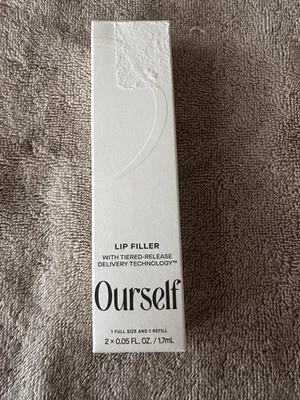 LIP FILLER
WITH TIERED-RELEASE
DELIVERY TECHNOLOGY™
Ourself
1 FULL SIZE AND 1 REFILL
2 × 0.05 FL. OZ. / 1.7mL